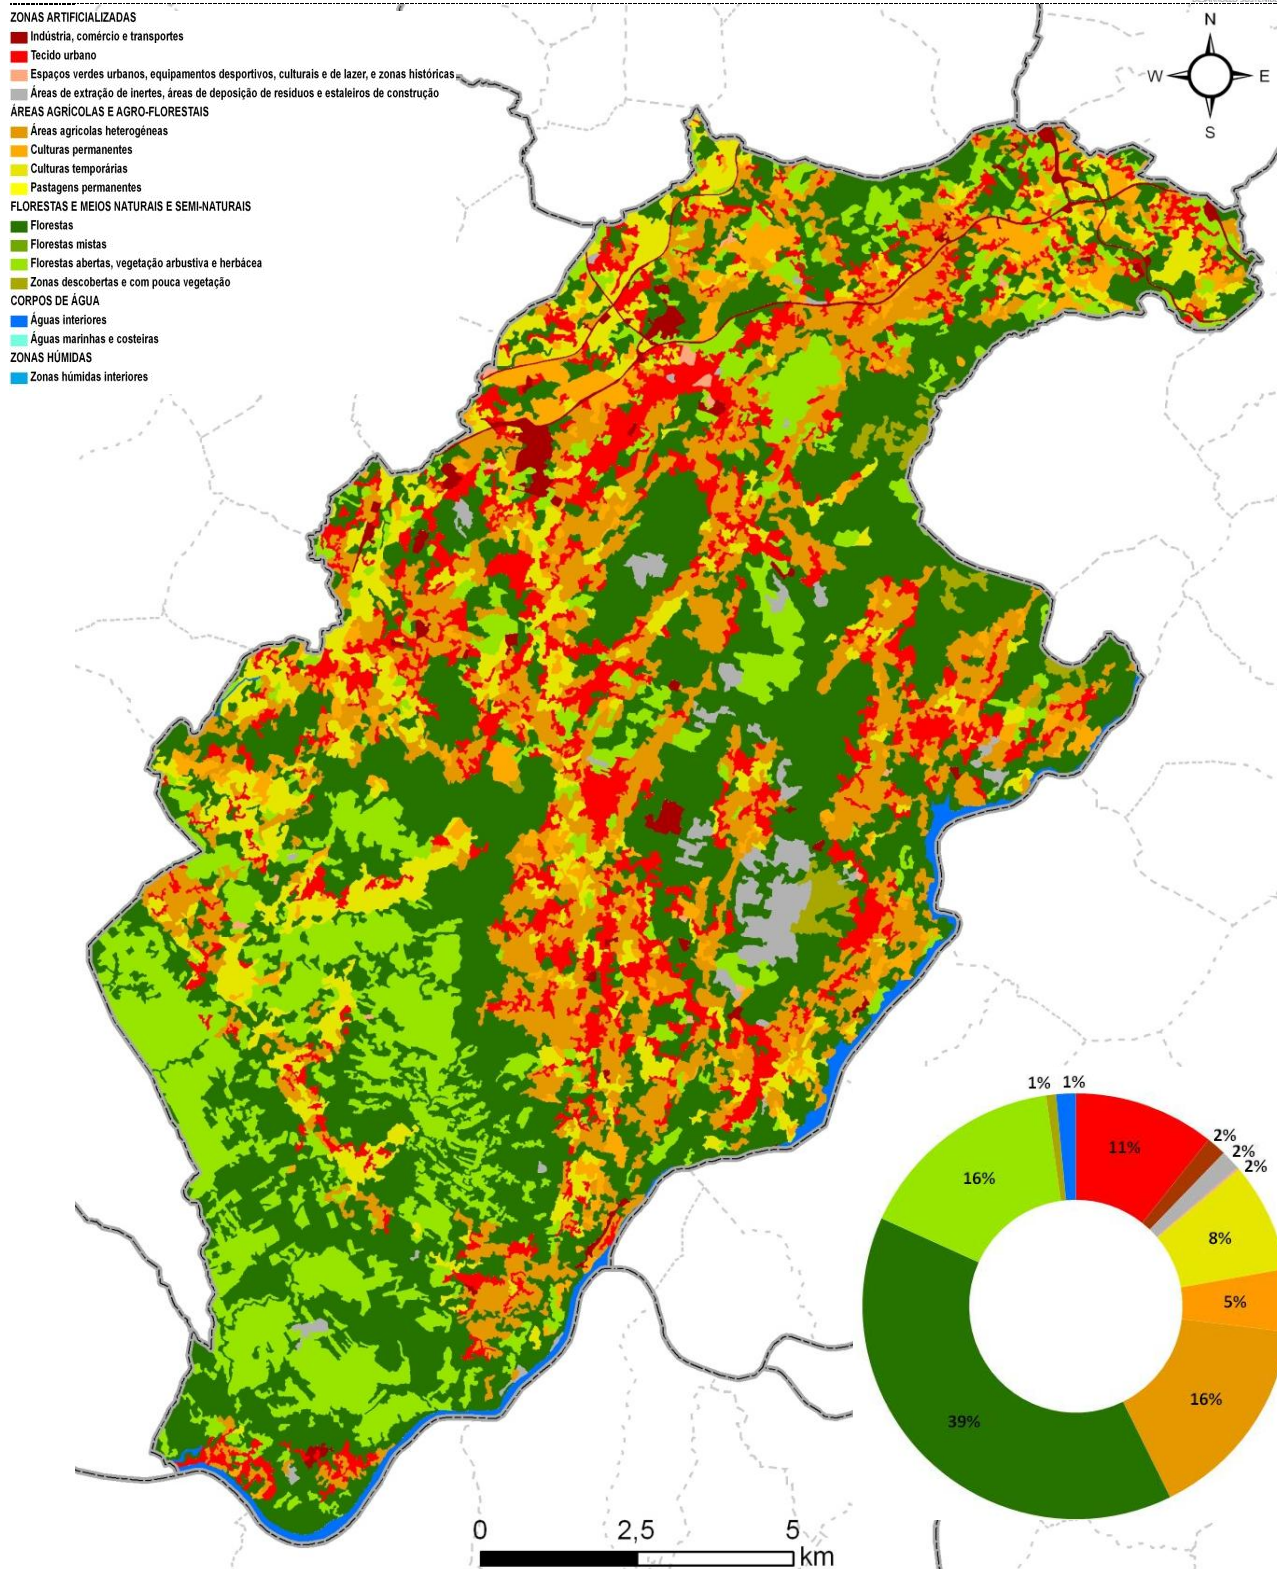 ZONAS ARTIFICIALIZADAS
Indústria, comércio e transportes
Tecido urbano
Espaços verdes urbanos, equipamentos desportivos, culturais e de lazer, e zonas históricas
Áreas de extração de inertes, áreas de deposição de resíduos e estaleiros de construção
ÁREAS AGRÍCOLAS E AGRO-FLORESTAIS
Áreas agrícolas heterogéneas
Culturas permanentes
Culturas temporárias
Pastagens permanentes
FLORESTAS E MEIOS NATURAIS E SEMI-NATURAIS
Florestas
Florestas mistas
Florestas abertas, vegetação arbustiva e herbácea
Zonas descobertas e com pouca vegetação
CORPOS DE ÁGUA
Águas interiores
Águas marinhas e costeiras
ZONAS HÚMIDAS
Zonas húmidas interiores
N
W E
S
1% 1%
11%
2%
2%
2%
16%
8%
5%
16%
39%
0 2,5 5
km